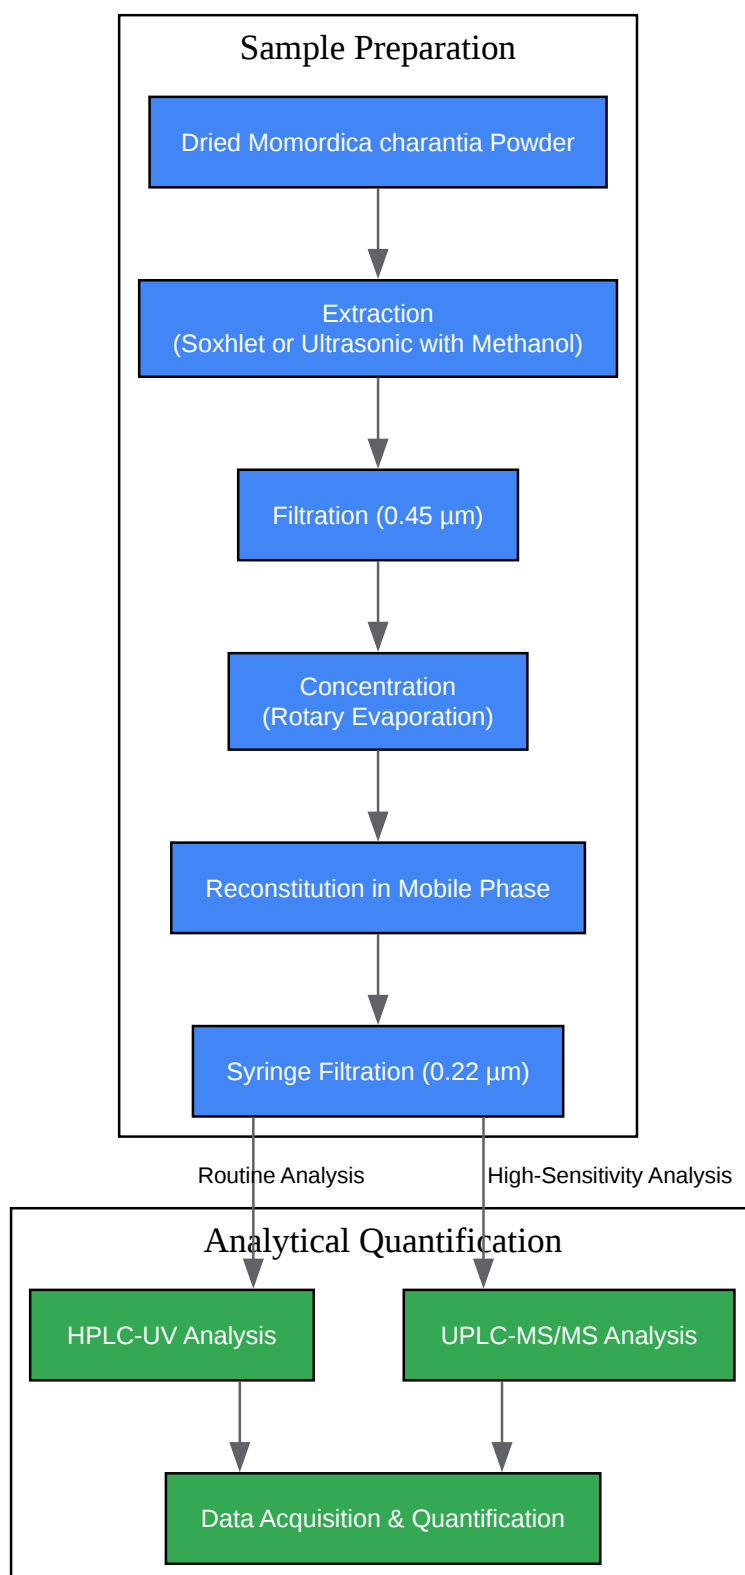 Sample Preparation
Dried Momordica charantia Powder
Extraction
(Soxhlet or Ultrasonic with Methanol)
Filtration (0.45 µm)
Concentration
(Rotary Evaporation)
Reconstitution in Mobile Phase
Syringe Filtration (0.22 µm)
Routine Analysis
High-Sensitivity Analysis
Analytical Quantification
HPLC-UV Analysis
UPLC-MS/MS Analysis
Data Acquisition & Quantification